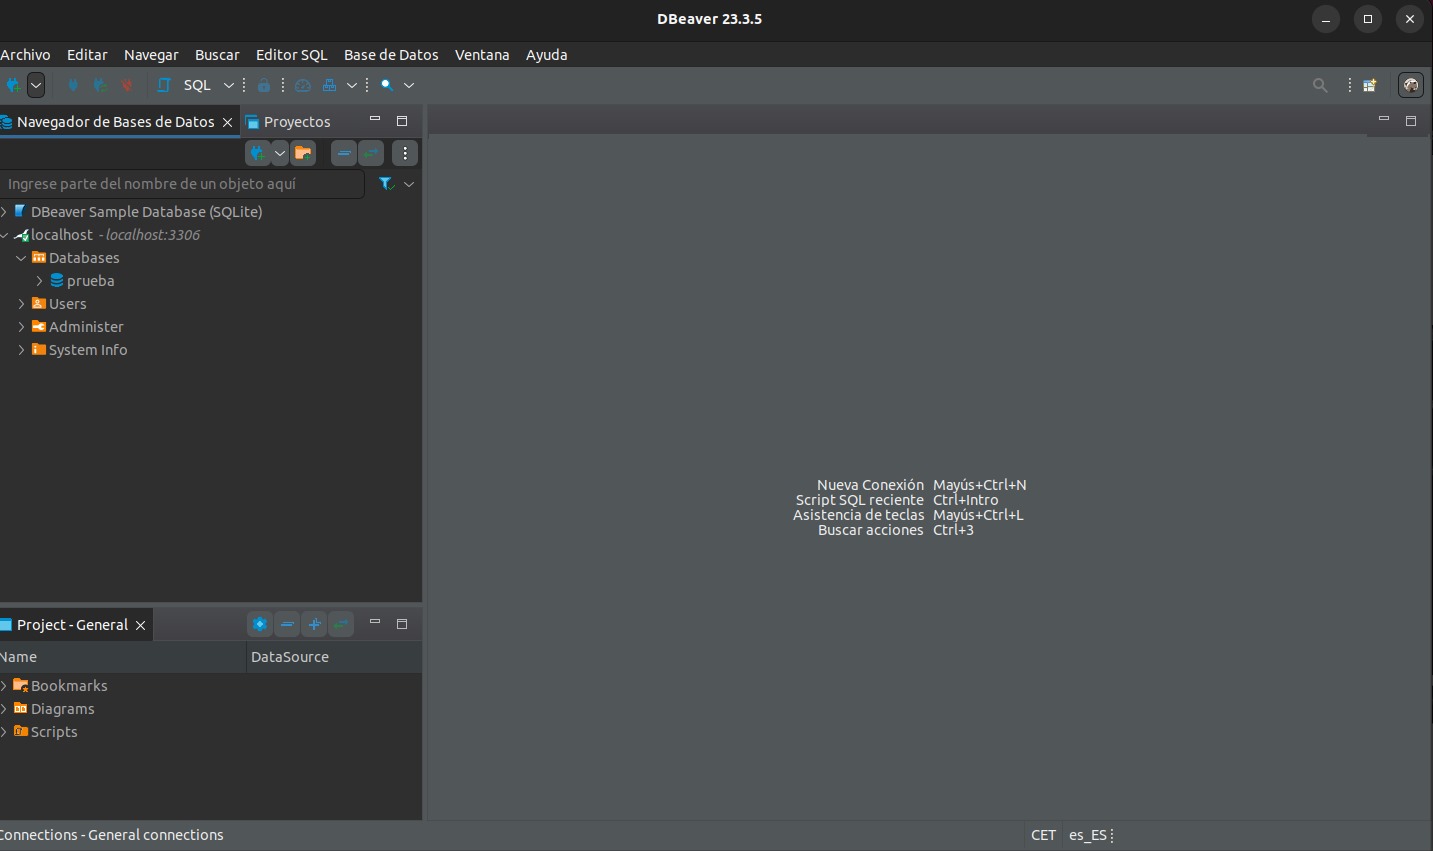 DBeaver 23.3.5
Archivo Editar Navegar Buscar Editor SQL Base de Datos Ventana Ayuda
SQL
Navegador de Bases de Datos Proyectos
Ingrese parte del nombre de un objeto aquí
DBeaver Sample Database (SQLite)
localhost - localhost:3306
Databases
prueba
Users
Administer
System Info
Nueva Conexión Mayús+Ctrl+N
Script SQL reciente Ctrl+Intro
Asistencia de teclas Mayús+Ctrl+L
Buscar acciones Ctrl+3
Project - General
Name DataSource
Bookmarks
Diagrams
Scripts
Connections - General connections CET es_ES